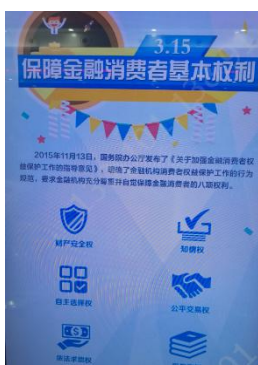 3.15
保障金融消费者基本权利
2015年11月13日，国务院办公厅发布了《关于加强金融消费者权
益保护工作的指导意见》，明确了金融机构消费者权益保护工作的行为
规范，要求金融机构充分尊重并自觉保障金融消费者的八项权利。
财产安全权
知情权
自主选择权
公平交易权
依法求偿权